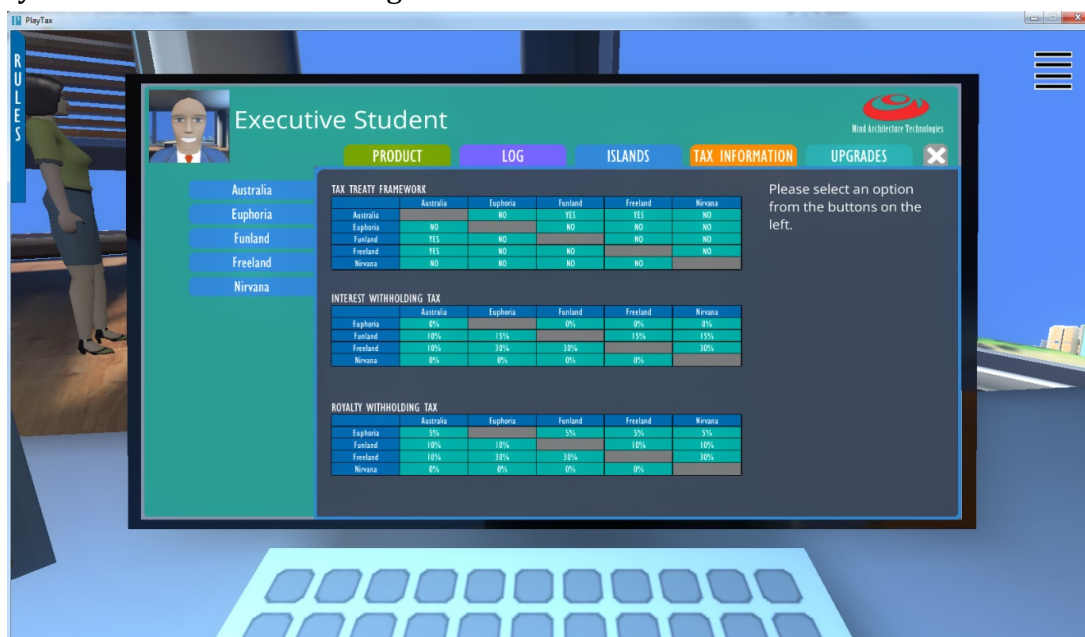 PlayTax
RULES
Executive Student
Mind Architecture Technologies
PRODUCT LOG ISLANDS TAX INFORMATION UPGRADES
Australia
Euphoria
Funland
Freeland
Nirvana
TAX TREATY FRAMEWORK
Australia Euphoria Funland Freeland Nirvana
Australia NO YES YES NO
Euphoria NO NO NO NO
Funland YES NO NO NO
Freeland YES NO NO NO
Nirvana NO NO NO NO
INTEREST WITHHOLDING TAX
Australia Euphoria Funland Freeland Nirvana
Euphoria 0% 0% 0% 0%
Funland 10% 15% 15% 15%
Freeland 10% 30% 30% 30%
Nirvana 0% 0% 0% 0%
ROYALTY WITHHOLDING TAX
Australia Euphoria Funland Freeland Nirvana
Euphoria 5% 5% 5% 5%
Funland 10% 10% 10% 10%
Freeland 10% 30% 30% 30%
Nirvana 0% 0% 0% 0%
Please select an option
from the buttons on the
left.